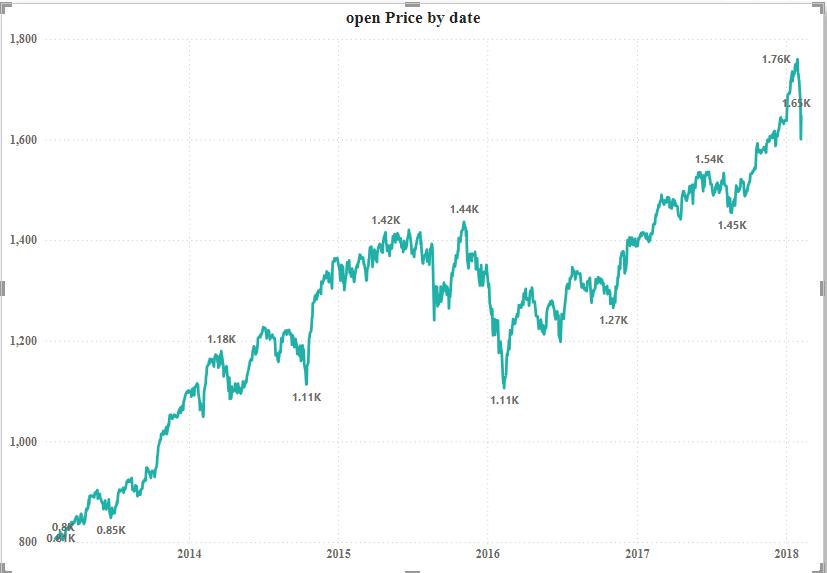 open Price by date
1,800
1.76K
1.65K
1,600
1.54K
1.45K
1.44K
1.42K
1,400
1.27K
1,200
1.18K
1.11K
1.11K
1,000
0.85K
800
2014
2015
2016
2017
2018